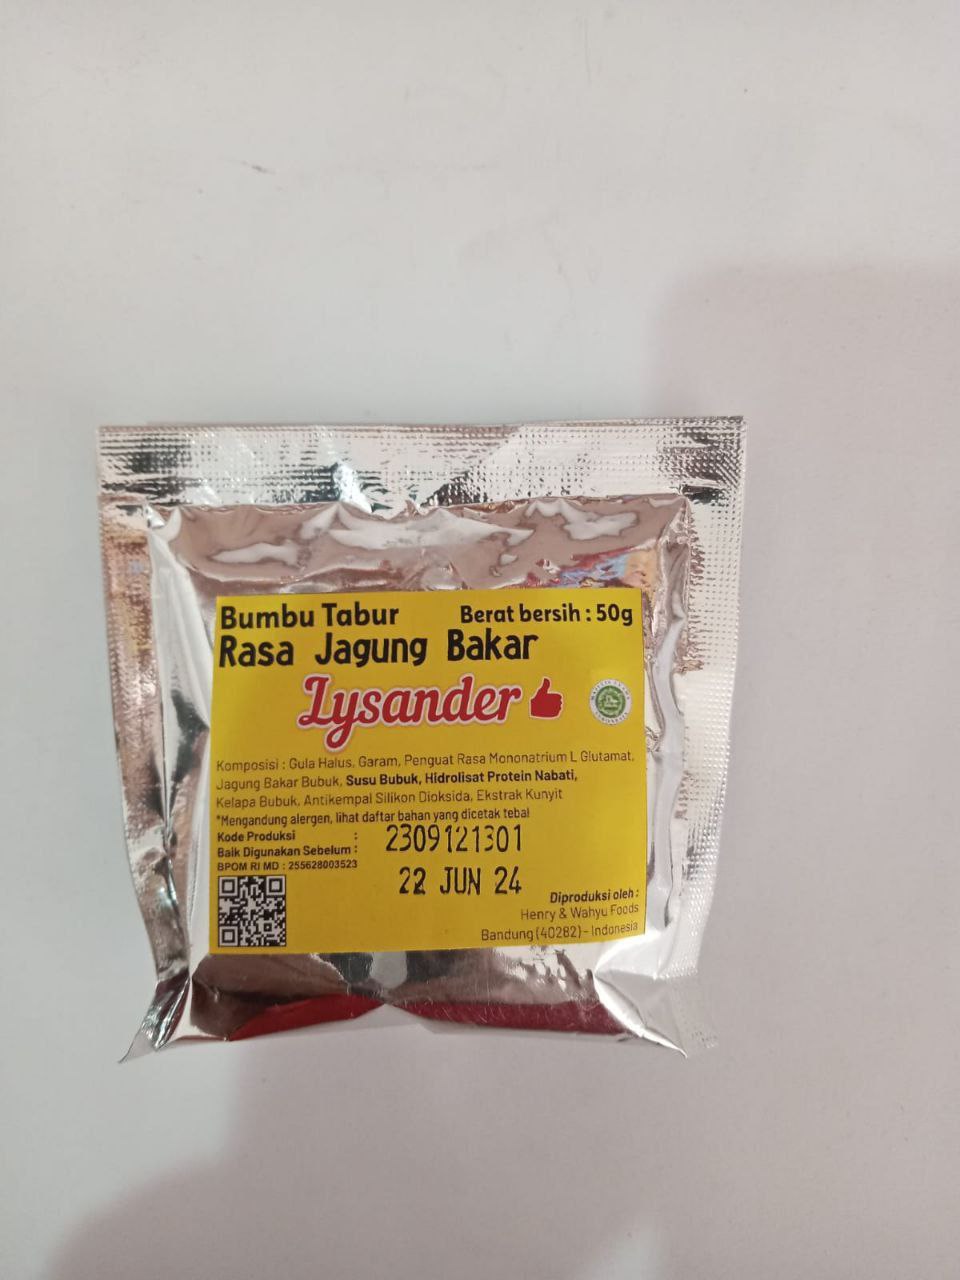 Bumbu Tabur Berat bersih : 50g
Rasa Jagung Bakar
Lysander
Komposisi : Gula Halus, Garam, Penguat Rasa Mononatrium L Glutamat,
Jagung Bakar Bubuk, Susu Bubuk, Hidrolisat Protein Nabati,
Kelapa Bubuk, Antikempal Silikon Dioksida, Ekstrak Kunyit
*Mengandung alergen, lihat daftar bahan yang dicetak tebal
Kode Produksi : 2309121301
Baik Digunakan Sebelum : 22 JUN 24
BPOM RI MD : 255628003523
Diproduksi oleh :
Henry & Wahyu Foods
Bandung (40282) - Indonesia